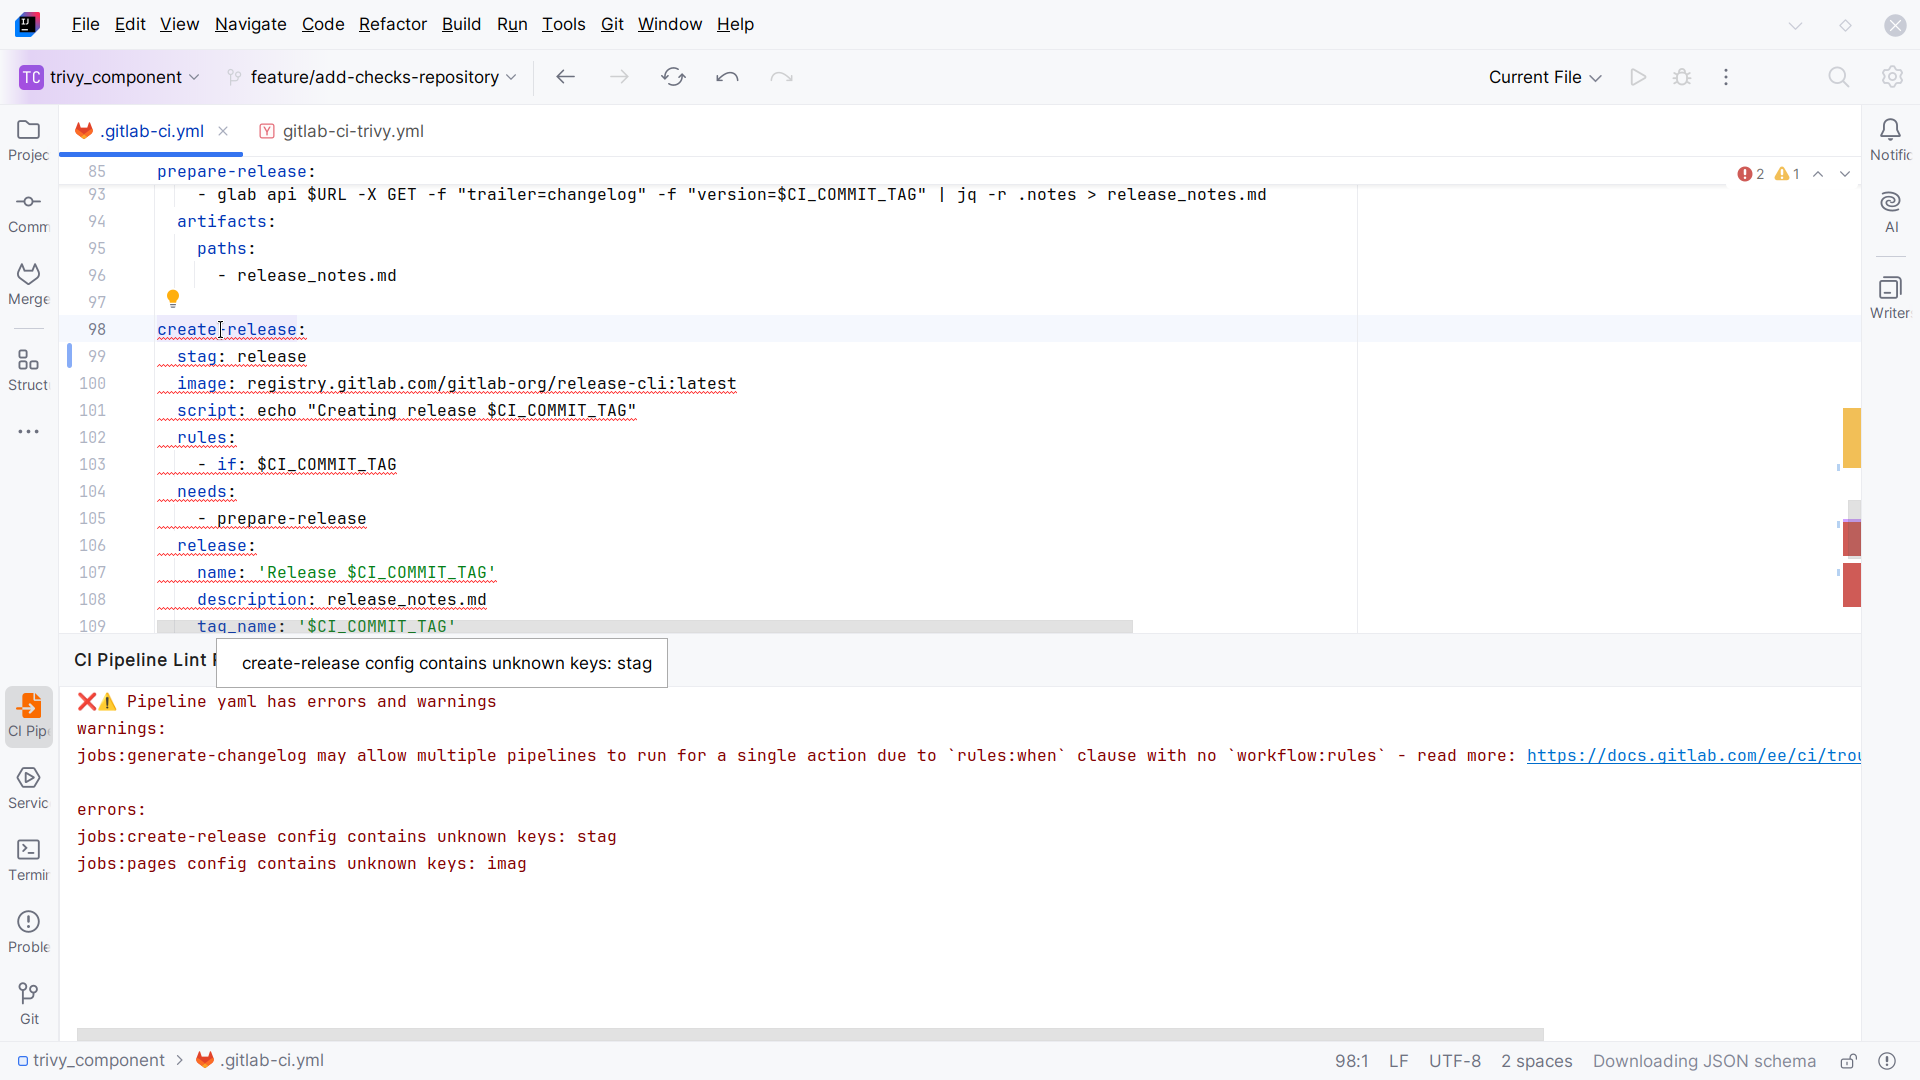 File Edit View Navigate Code Refactor Build Run Tools Git Window Help
TC trivy_component feature/add-checks-repository Current File
.gitlab-ci.yml gitlab-ci-trivy.yml
85 prepare-release: 2 1
93 - glab api $URL -X GET -f "trailer=changelog" -f "version=$CI_COMMIT_TAG" | jq -r .notes > release_notes.md
94 artifacts:
95 paths:
96 - release_notes.md
97
98 create-release:
99 stag: release
100 image: registry.gitlab.com/gitlab-org/release-cli:latest
101 script: echo "Creating release $CI_COMMIT_TAG"
102 rules:
103 - if: $CI_COMMIT_TAG
104 needs:
105 - prepare-release
106 release:
107 name: 'Release $CI_COMMIT_TAG'
108 description: release_notes.md
109 tag_name: '$CI_COMMIT_TAG'
CI Pipeline Lint
create-release config contains unknown keys: stag
Pipeline yaml has errors and warnings
warnings:
jobs:generate-changelog may allow multiple pipelines to run for a single action due to `rules:when` clause with no `workflow:rules` - read more: https://docs.gitlab.com/ee/ci/trou
errors:
jobs:create-release config contains unknown keys: stag
jobs:pages config contains unknown keys: imag
Projec
Comm
Merge
Struct
CI Pip
Servic
Termin
Proble
Git
Notific
AI
Writer
trivy_component > .gitlab-ci.yml 98:1 LF UTF-8 2 spaces Downloading JSON schema